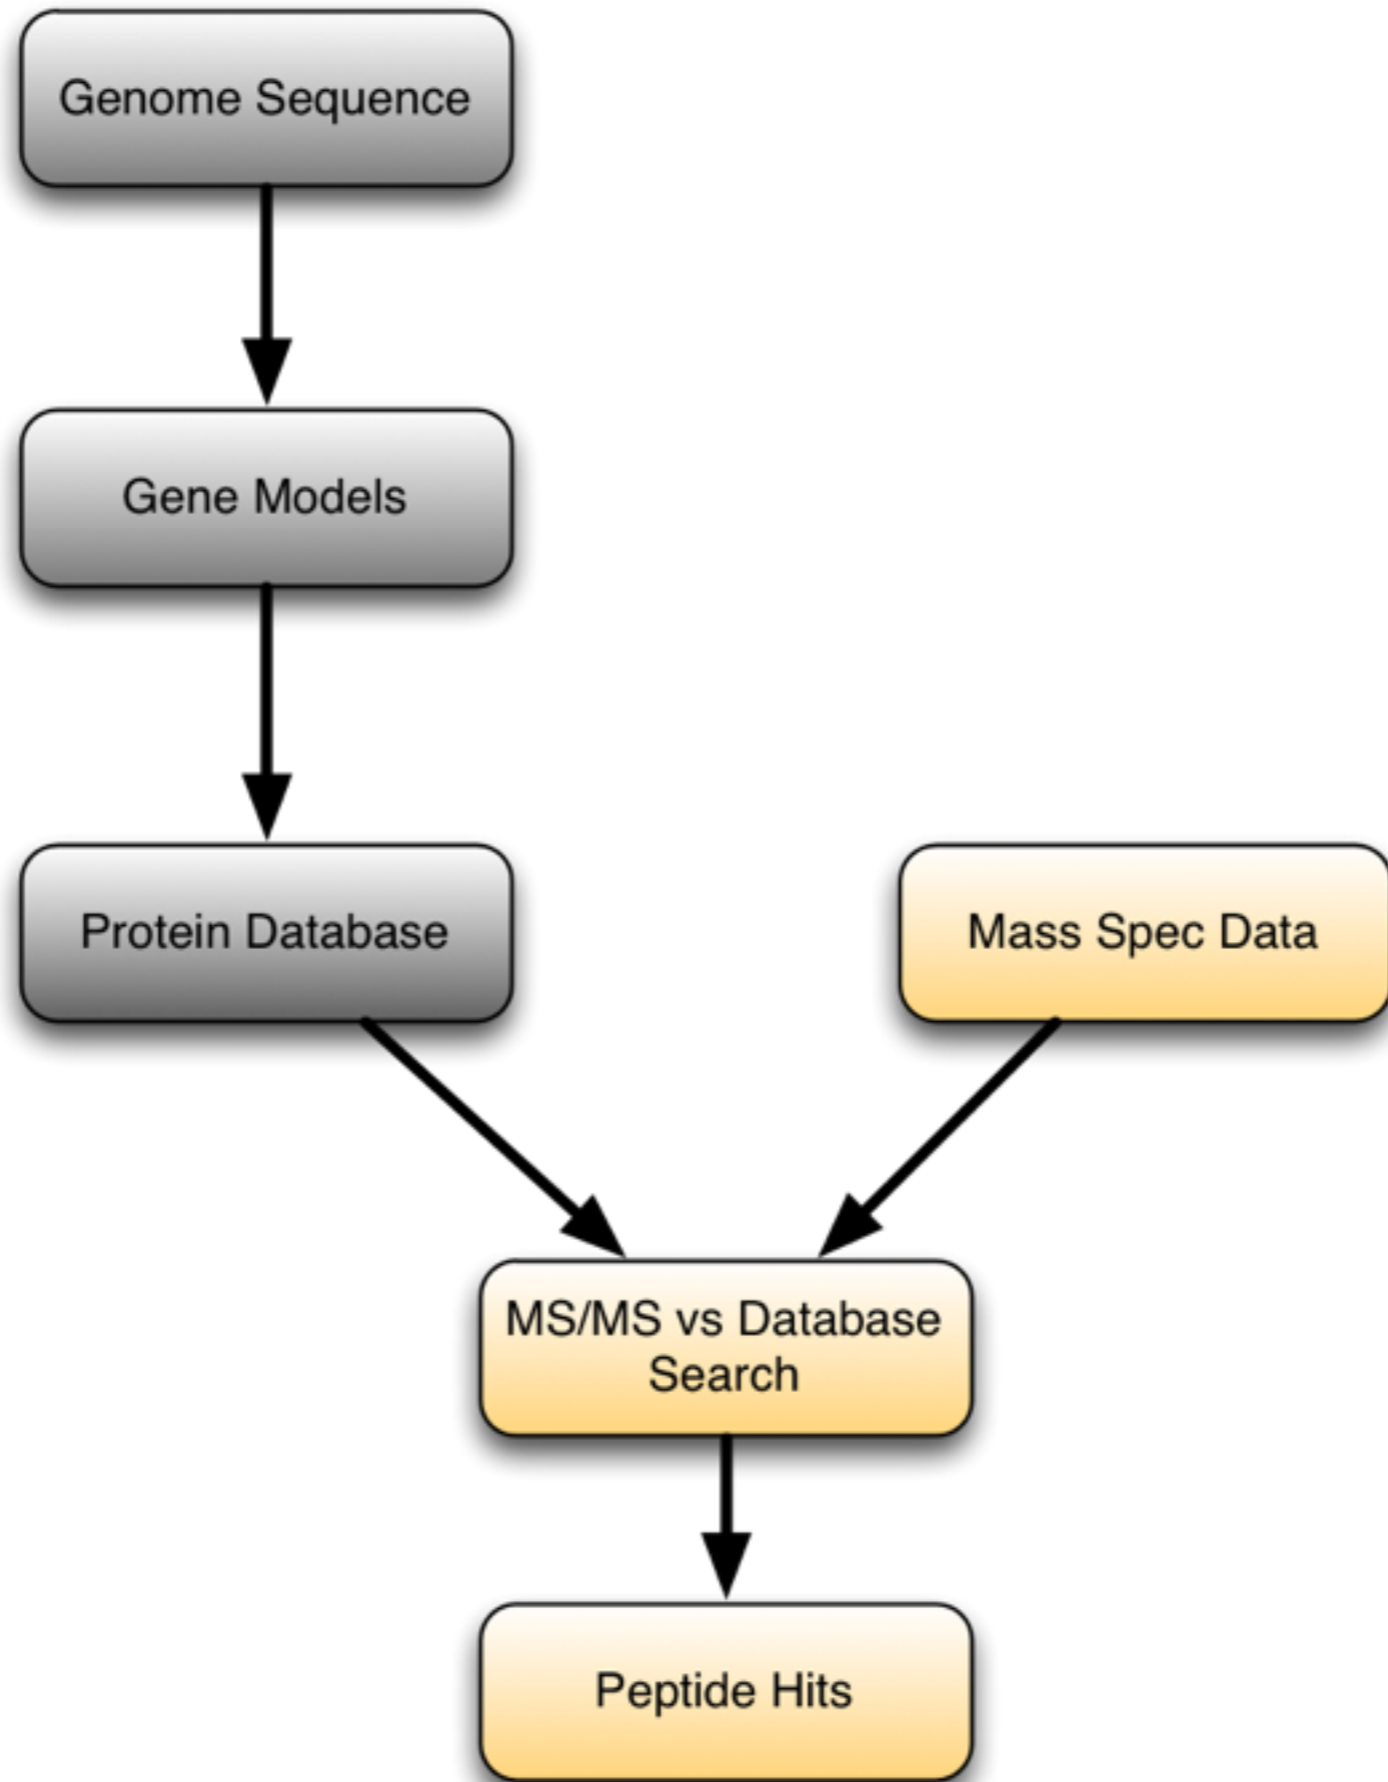 Genome Sequence
Gene Models
Protein Database
Mass Spec Data
MS/MS vs Database
Search
Peptide Hits